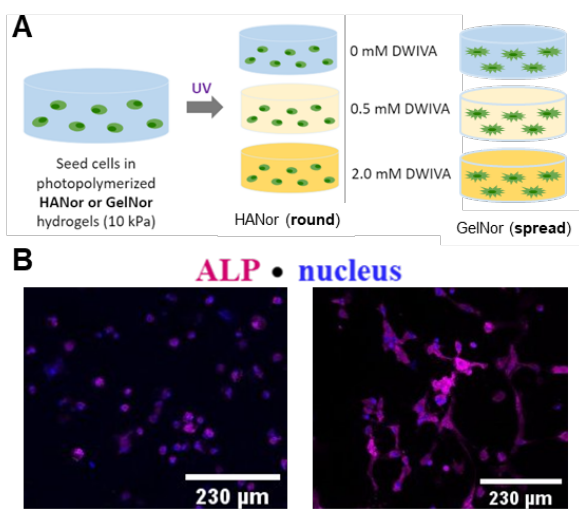 A
UV
0 mM DWIVA
0.5 mM DWIVA
2.0 mM DWIVA
Seed cells in
photopolymerized
HANor or GelNor
hydrogels (10 kPa)
HANor (round)
GelNor (spread)
B
ALP • nucleus
230 µm
230 µm